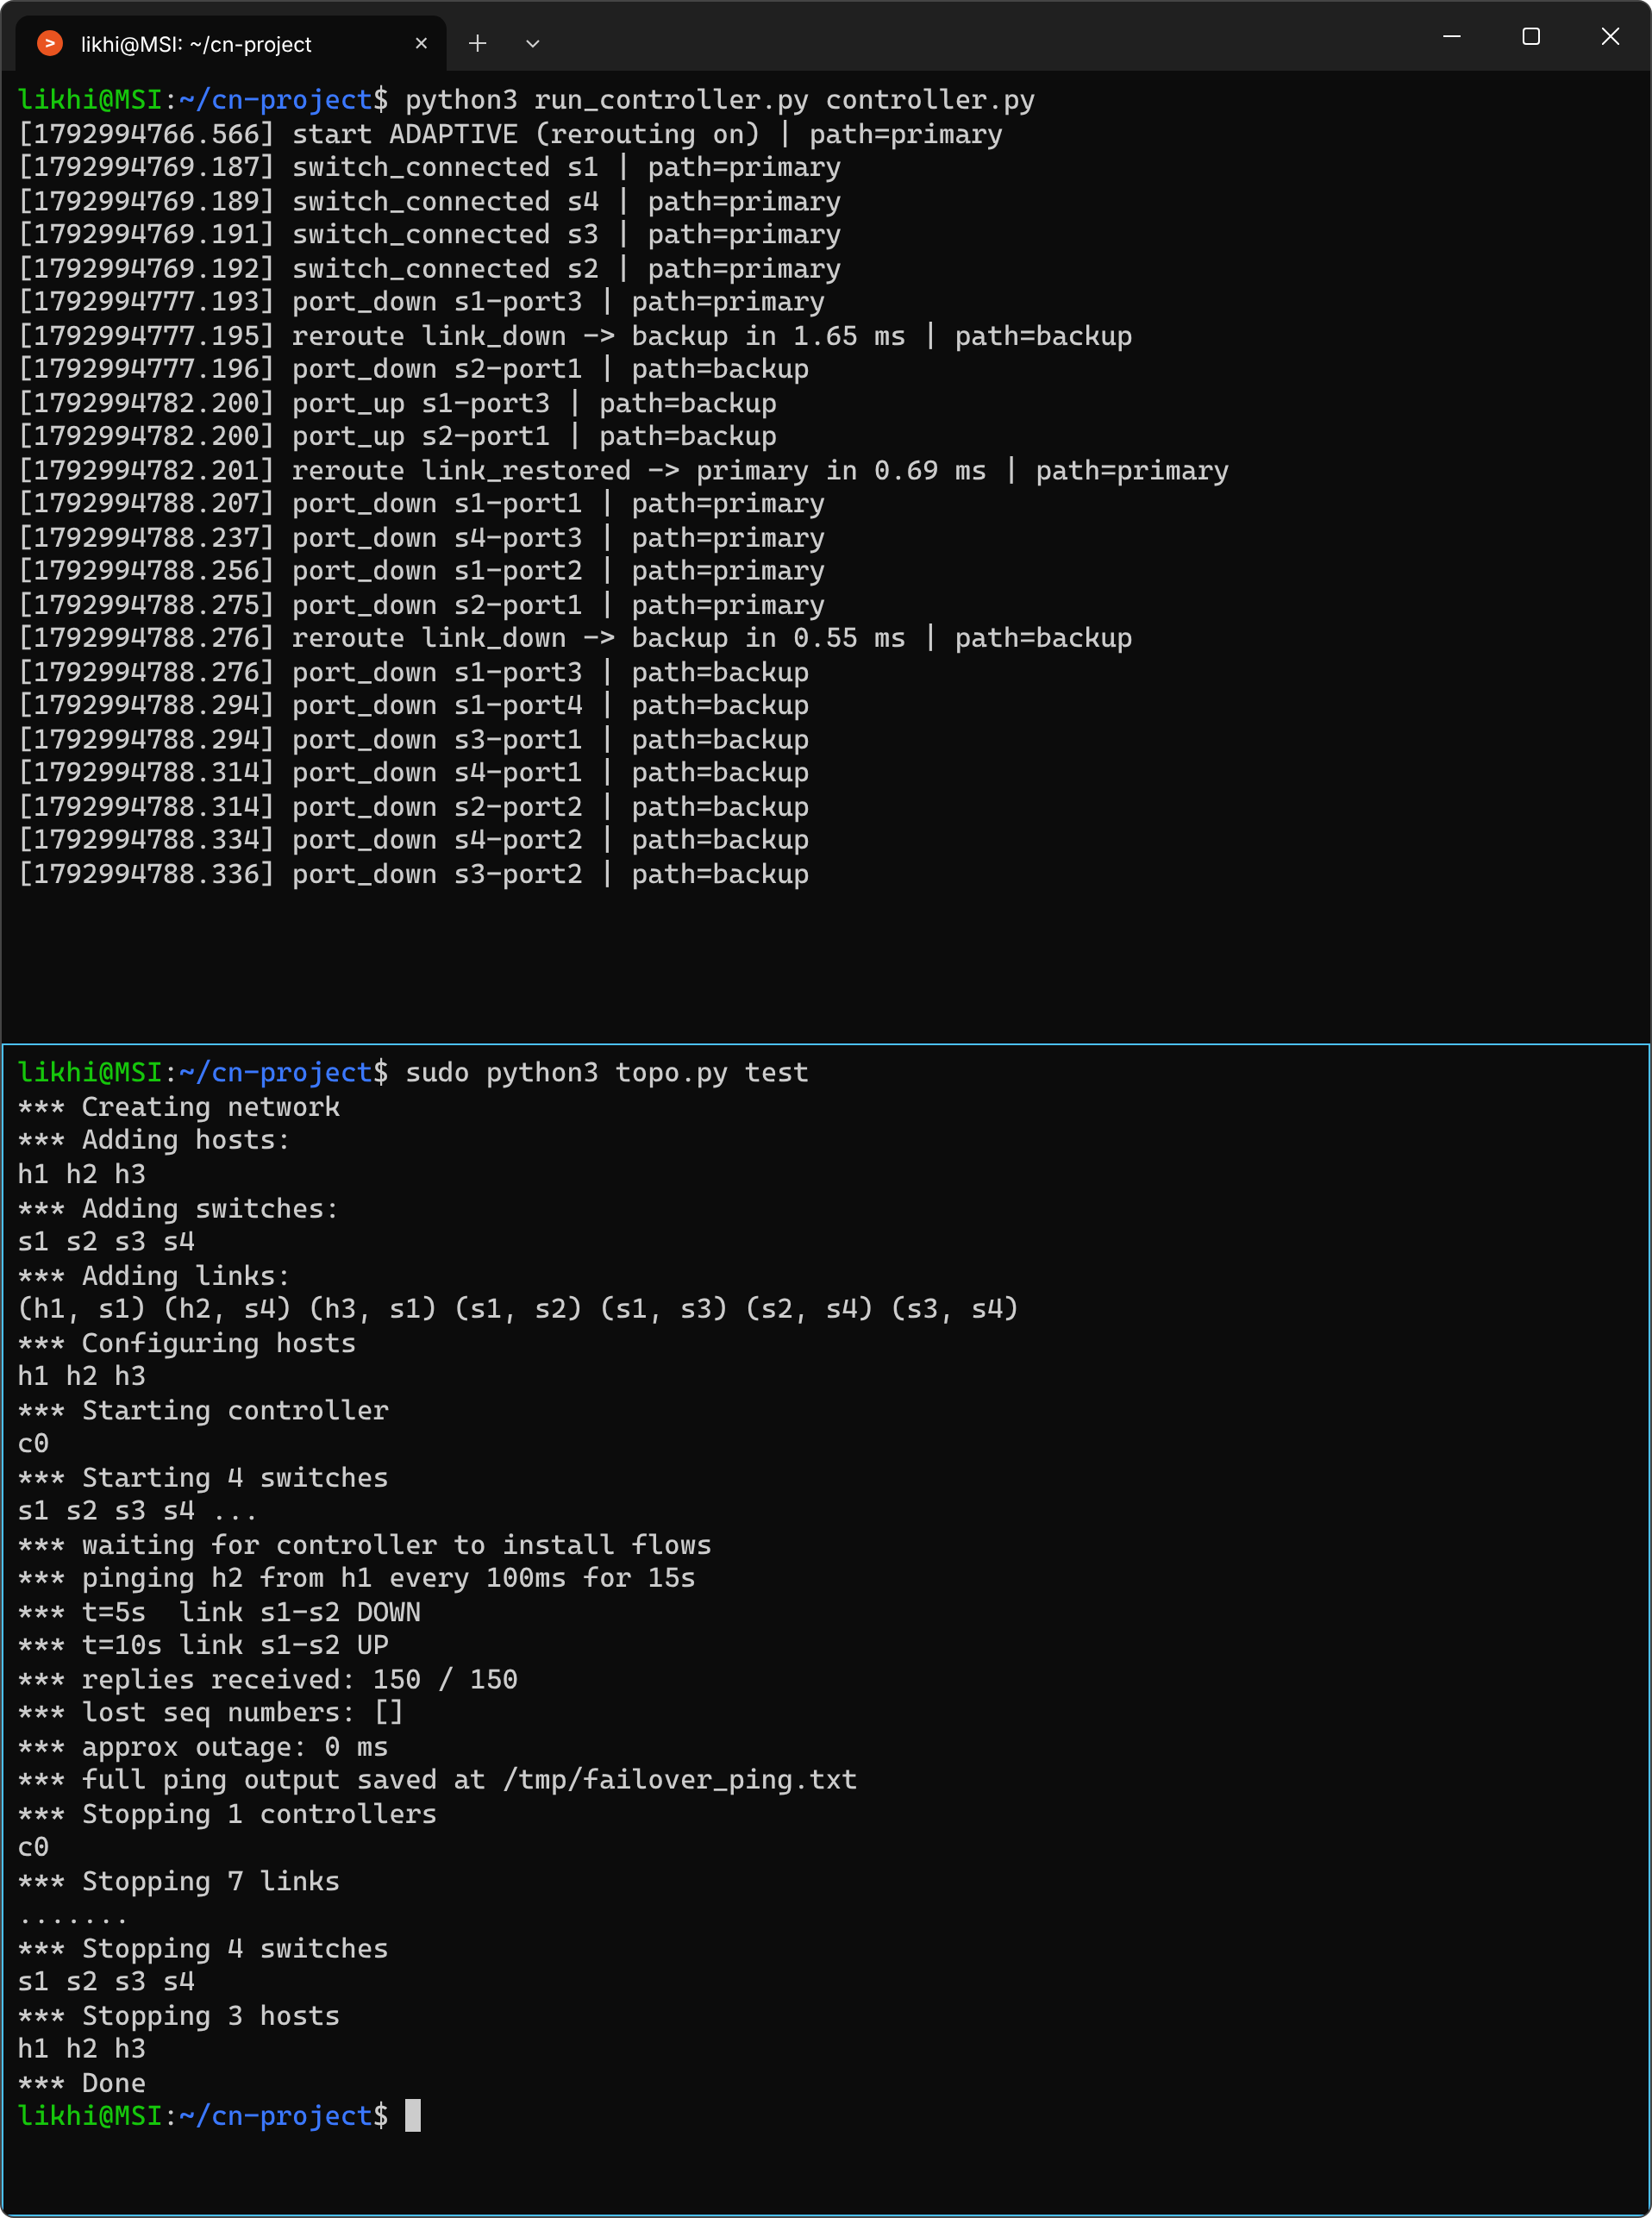 likhi@MSI: ~/cn-project
likhi@MSI:~/cn-project$ python3 run_controller.py controller.py
[1792994766.566] start ADAPTIVE (rerouting on) | path=primary
[1792994769.187] switch_connected s1 | path=primary
[1792994769.189] switch_connected s4 | path=primary
[1792994769.191] switch_connected s3 | path=primary
[1792994769.192] switch_connected s2 | path=primary
[1792994777.193] port_down s1-port3 | path=primary
[1792994777.195] reroute link_down -> backup in 1.65 ms | path=backup
[1792994777.196] port_down s2-port1 | path=backup
[1792994782.200] port_up s1-port3 | path=backup
[1792994782.200] port_up s2-port1 | path=backup
[1792994782.201] reroute link_restored -> primary in 0.69 ms | path=primary
[1792994788.207] port_down s1-port1 | path=primary
[1792994788.237] port_down s4-port3 | path=primary
[1792994788.256] port_down s1-port2 | path=primary
[1792994788.275] port_down s2-port1 | path=primary
[1792994788.276] reroute link_down -> backup in 0.55 ms | path=backup
[1792994788.276] port_down s1-port3 | path=backup
[1792994788.294] port_down s1-port4 | path=backup
[1792994788.294] port_down s3-port1 | path=backup
[1792994788.314] port_down s4-port1 | path=backup
[1792994788.314] port_down s2-port2 | path=backup
[1792994788.334] port_down s4-port2 | path=backup
[1792994788.336] port_down s3-port2 | path=backup
likhi@MSI:~/cn-project$ sudo python3 topo.py test
*** Creating network
*** Adding hosts:
h1 h2 h3
*** Adding switches:
s1 s2 s3 s4
*** Adding links:
(h1, s1) (h2, s4) (h3, s1) (s1, s2) (s1, s3) (s2, s4) (s3, s4)
*** Configuring hosts
h1 h2 h3
*** Starting controller
c0
*** Starting 4 switches
s1 s2 s3 s4 ...
*** waiting for controller to install flows
*** pinging h2 from h1 every 100ms for 15s
*** t=5s  link s1-s2 DOWN
*** t=10s link s1-s2 UP
*** replies received: 150 / 150
*** lost seq numbers: []
*** approx outage: 0 ms
*** full ping output saved at /tmp/failover_ping.txt
*** Stopping 1 controllers
c0
*** Stopping 7 links
.......
*** Stopping 4 switches
s1 s2 s3 s4
*** Stopping 3 hosts
h1 h2 h3
*** Done
likhi@MSI:~/cn-project$